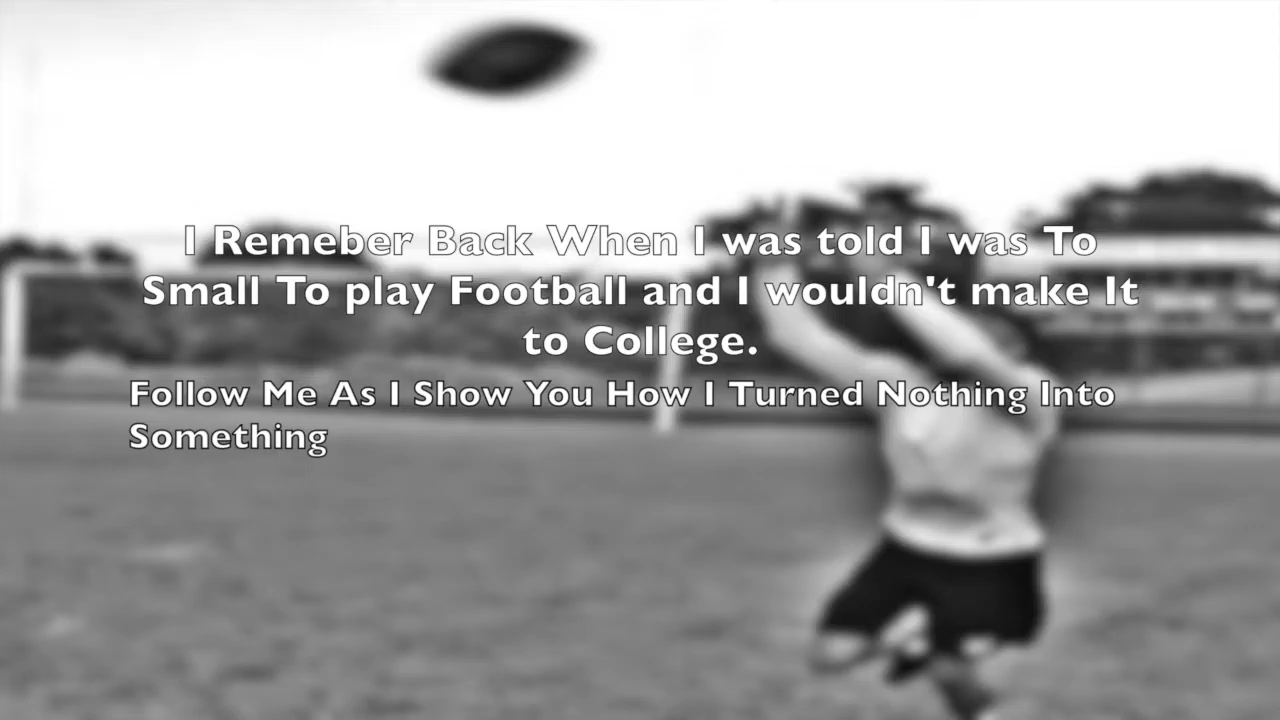 I Remeber Back When I was told I was To
Small To play Football and I wouldn't make It
to College.
Follow Me As I Show You How I Turned Nothing Into
Something